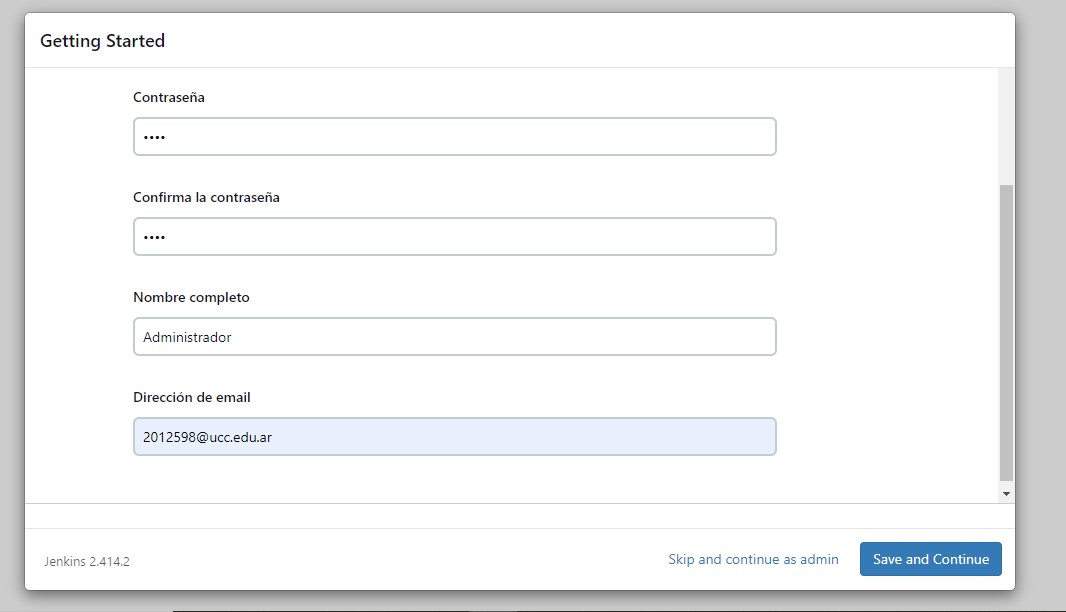 Getting Started
Contraseña
••••
Confirma la contraseña
••••
Nombre completo
Administrador
Dirección de email
2012598@ucc.edu.ar
Jenkins 2.414.2
Skip and continue as admin
Save and Continue